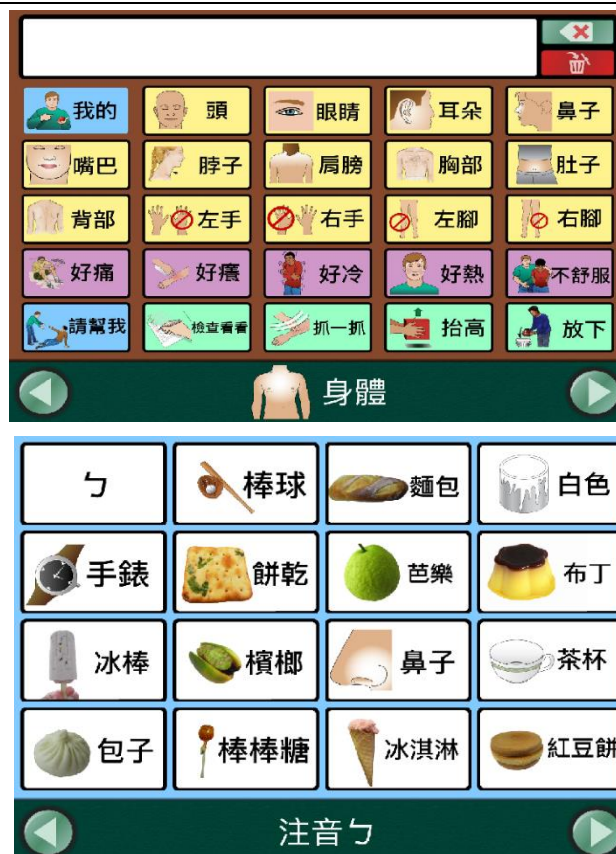 我的 頭 眼睛 耳朵 鼻子
嘴巴 脖子 肩膀 胸部 肚子
背部 左手 右手 左腳 右腳
好痛 好癢 好冷 好熱 不舒服
請幫我 檢查看看 抓一抓 抬高 放下
身體
ㄅ 棒球 麵包 白色
手錶 餅乾 芭樂 布丁
冰棒 檳榔 鼻子 茶杯
包子 棒棒糖 冰淇淋 紅豆餅
注音ㄅ